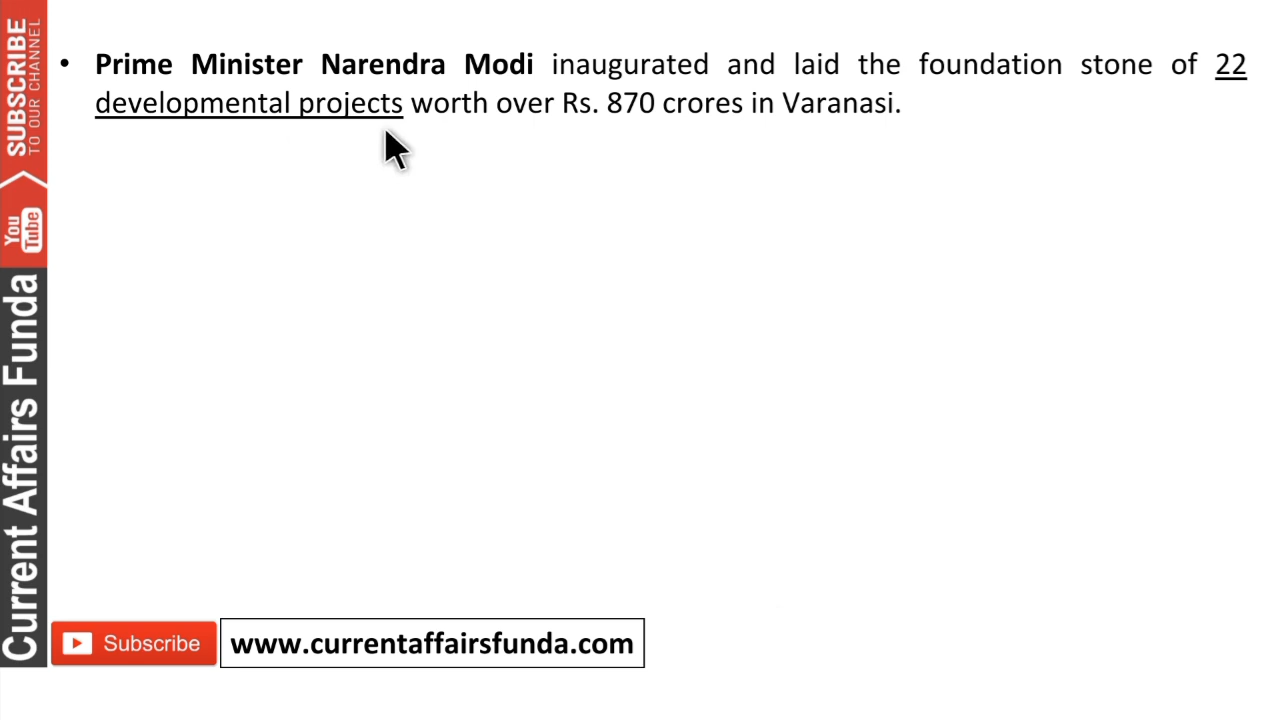 • Prime Minister Narendra Modi inaugurated and laid the foundation stone of 22
developmental projects worth over Rs. 870 crores in Varanasi.
SUBSCRIBE
TO OUR CHANNEL
You
Tube
Current Affairs Funda
Subscribe
www.currentaffairsfunda.com